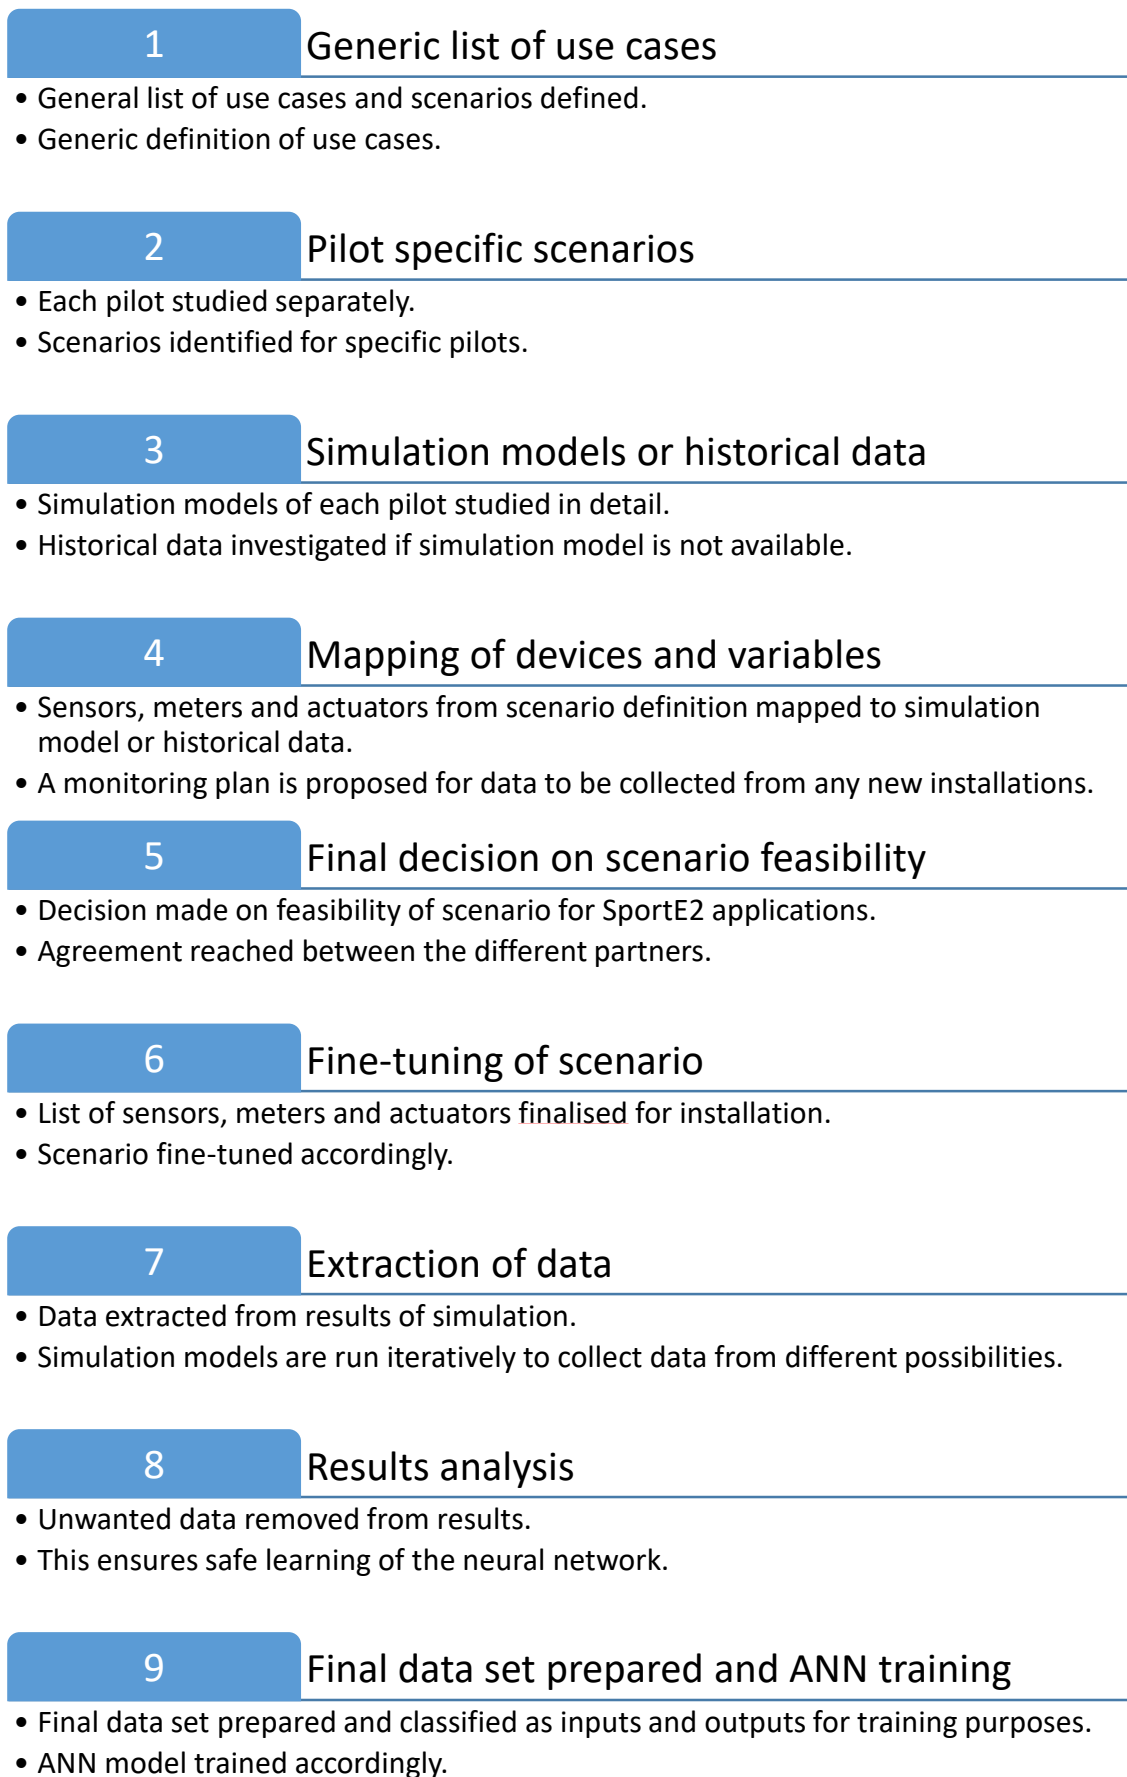 1
Generic list of use cases
• General list of use cases and scenarios defined.
• Generic definition of use cases.
2
Pilot specific scenarios
• Each pilot studied separately.
• Scenarios identified for specific pilots.
3
Simulation models or historical data
• Simulation models of each pilot studied in detail.
• Historical data investigated if simulation model is not available.
4
Mapping of devices and variables
• Sensors, meters and actuators from scenario definition mapped to simulation
model or historical data.
• A monitoring plan is proposed for data to be collected from any new installations.
5
Final decision on scenario feasibility
• Decision made on feasibility of scenario for SportE2 applications.
• Agreement reached between the different partners.
6
Fine-tuning of scenario
• List of sensors, meters and actuators finalised for installation.
• Scenario fine-tuned accordingly.
7
Extraction of data
• Data extracted from results of simulation.
• Simulation models are run iteratively to collect data from different possibilities.
8
Results analysis
• Unwanted data removed from results.
• This ensures safe learning of the neural network.
9
Final data set prepared and ANN training
• Final data set prepared and classified as inputs and outputs for training purposes.
• ANN model trained accordingly.